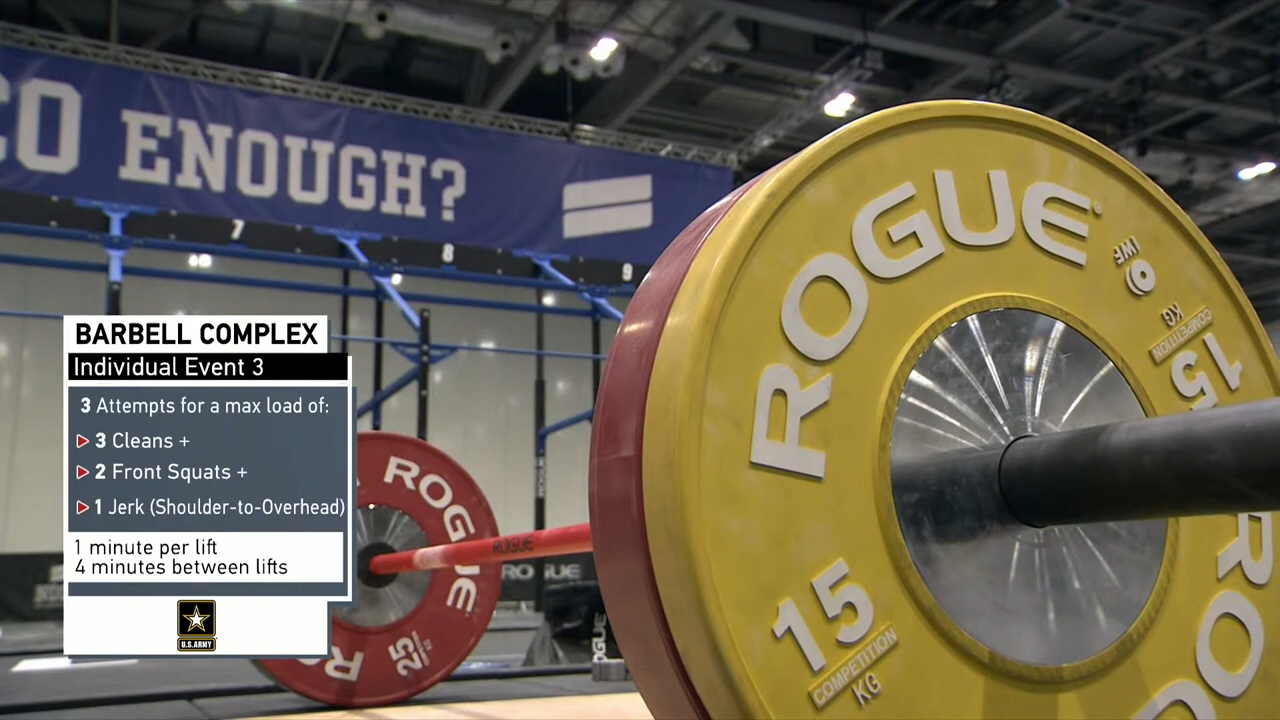 CO ENOUGH?
7
8
9
BARBELL COMPLEX
Individual Event 3
3 Attempts for a max load of:
3 Cleans +
2 Front Squats +
1 Jerk (Shoulder-to-Overhead)
1 minute per lift
4 minutes between lifts
U.S. ARMY
ROGUE
IWF
KG
COMPETITION
15
15
COMPETITION
KG
ROGUE
25
ROGUE
ROGUE
ROGUE